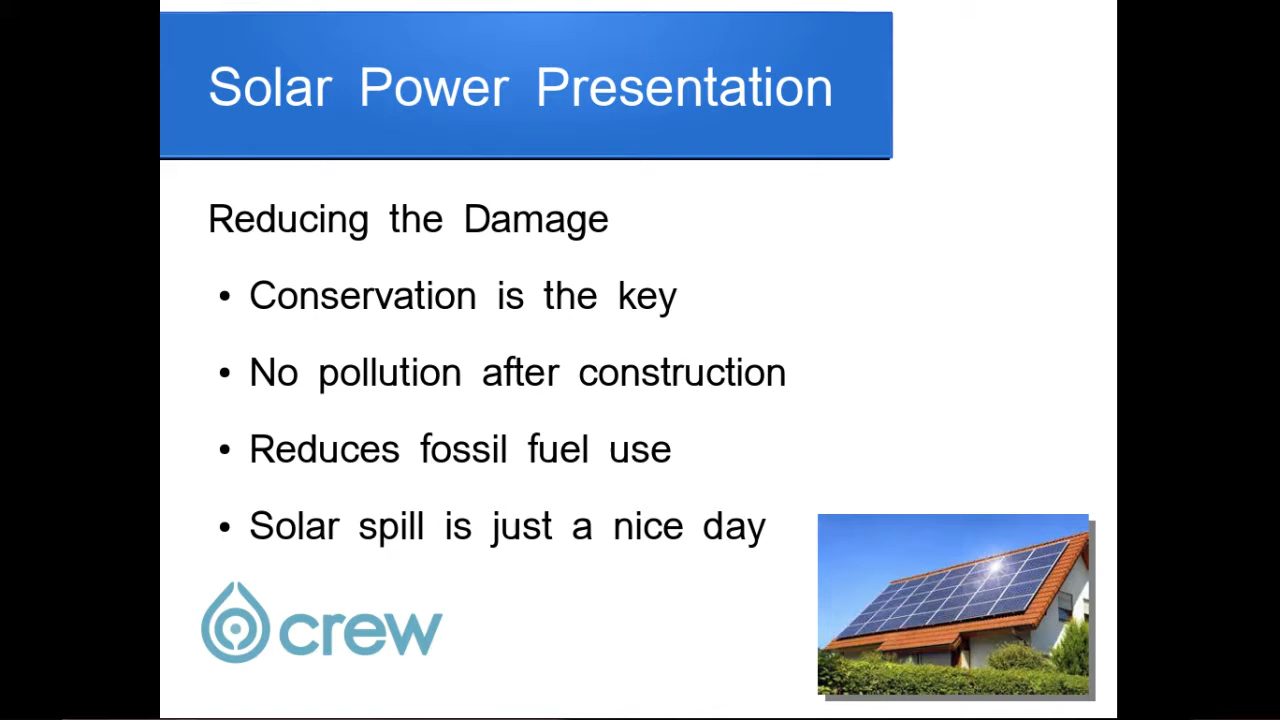 Solar Power Presentation
Reducing the Damage
• Conservation is the key
• No pollution after construction
• Reduces fossil fuel use
• Solar spill is just a nice day
crew